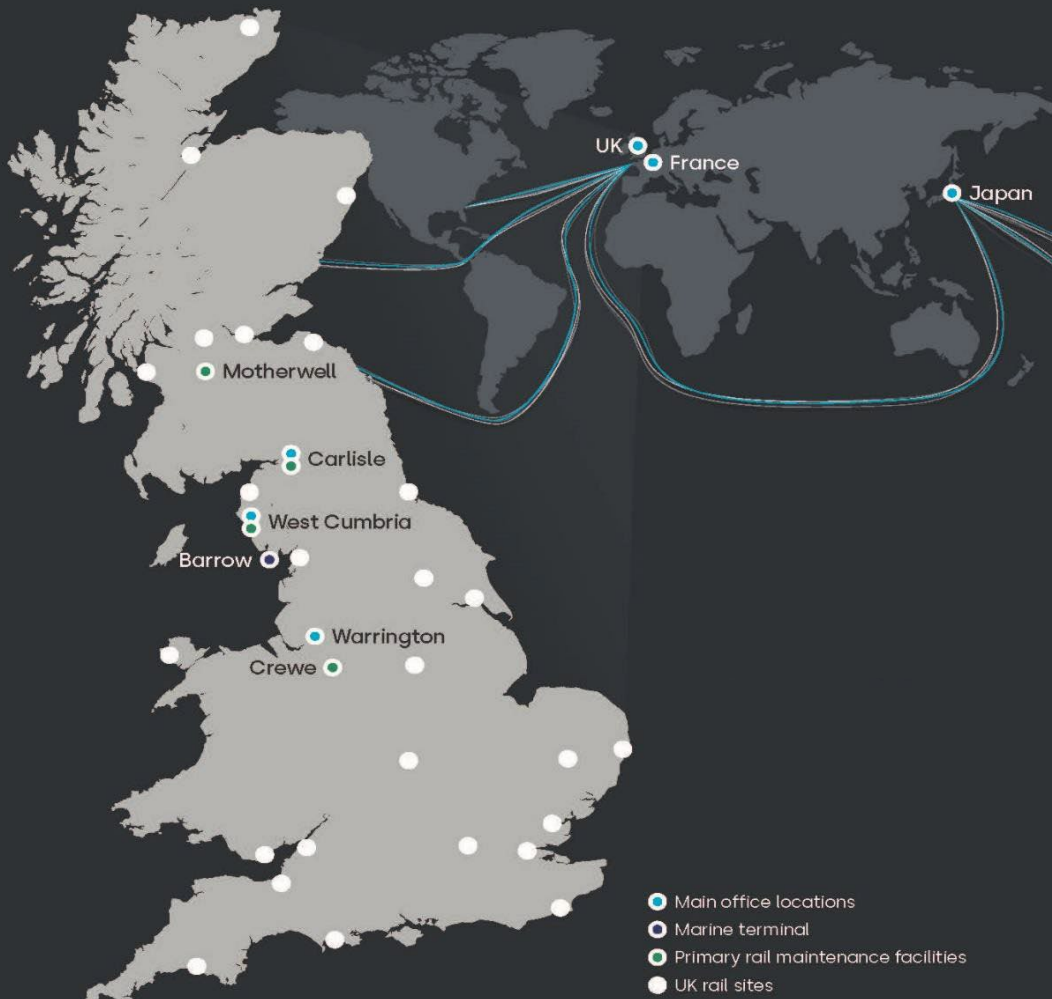 UK
France
Japan
Motherwell
Carlisle
West Cumbria
Barrow
Warrington
Crewe
Main office locations
Marine terminal
Primary rail maintenance facilities
UK rail sites